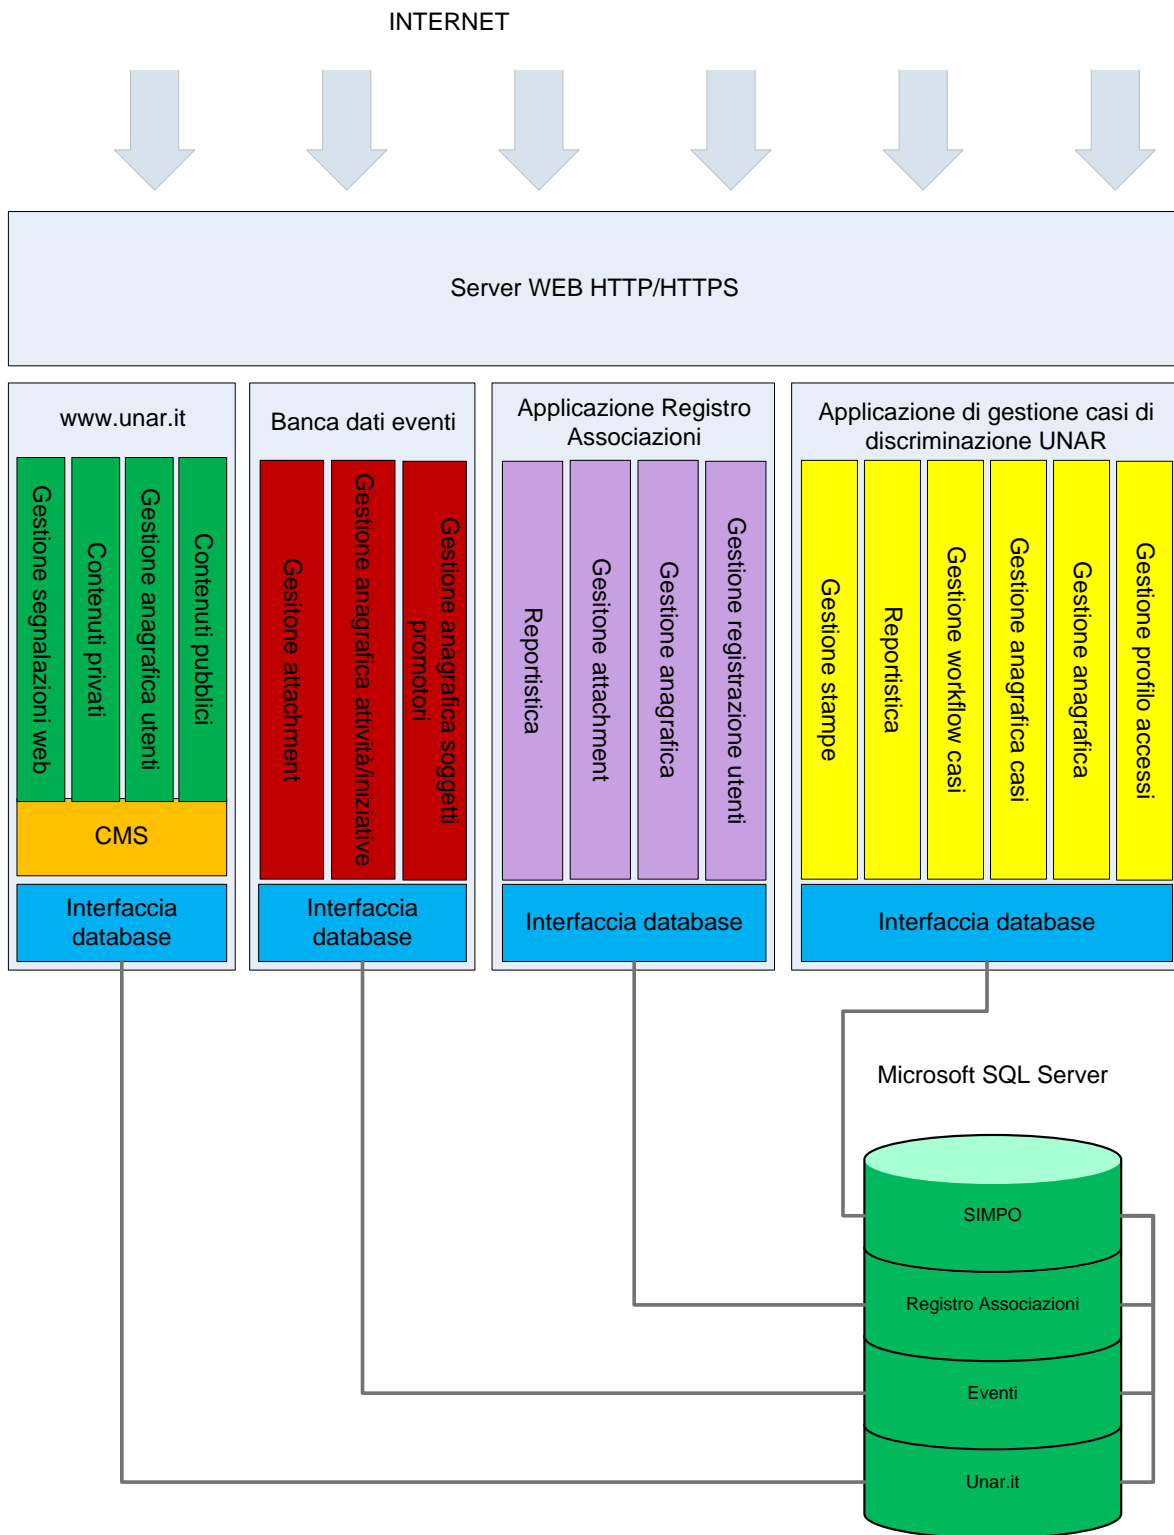 INTERNET
Server WEB HTTP/HTTPS
www.unar.it
Gestione segnalazioni web
Contenuti privati
Gestione anagrafica utenti
Contenuti pubblici
CMS
Interfaccia
database
Banca dati eventi
Gesitone attachment
Gestione anagrafica attività/iniziative
Gestione anagrafica soggetti
promotori
Interfaccia
database
Applicazione Registro
Associazioni
Reportistica
Gesitone attachment
Gestione anagrafica
Gestione registrazione utenti
Interfaccia database
Applicazione di gestione casi di
discriminazione UNAR
Gestione stampe
Reportistica
Gestione workflow casi
Gestione anagrafica casi
Gestione anagrafica
Gestione profilo accessi
Interfaccia database
Microsoft SQL Server
SIMPO
Registro Associazioni
Eventi
Unar.it